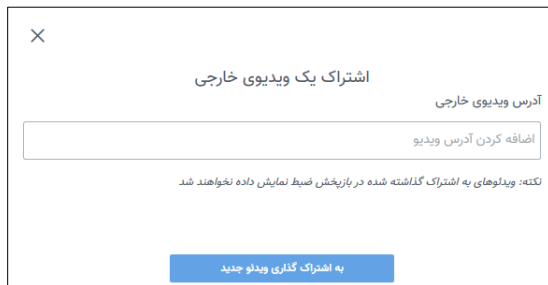 اشتراک یک ویدیوی خارجی
آدرس ویدیوی خارجی
اضافه کردن آدرس ویدیو
نکته: ویدئوهای به اشتراک گذاشته شده در بازپخش ضبط نمایش داده نخواهند شد
به اشتراک گذاری ویدئو جدید